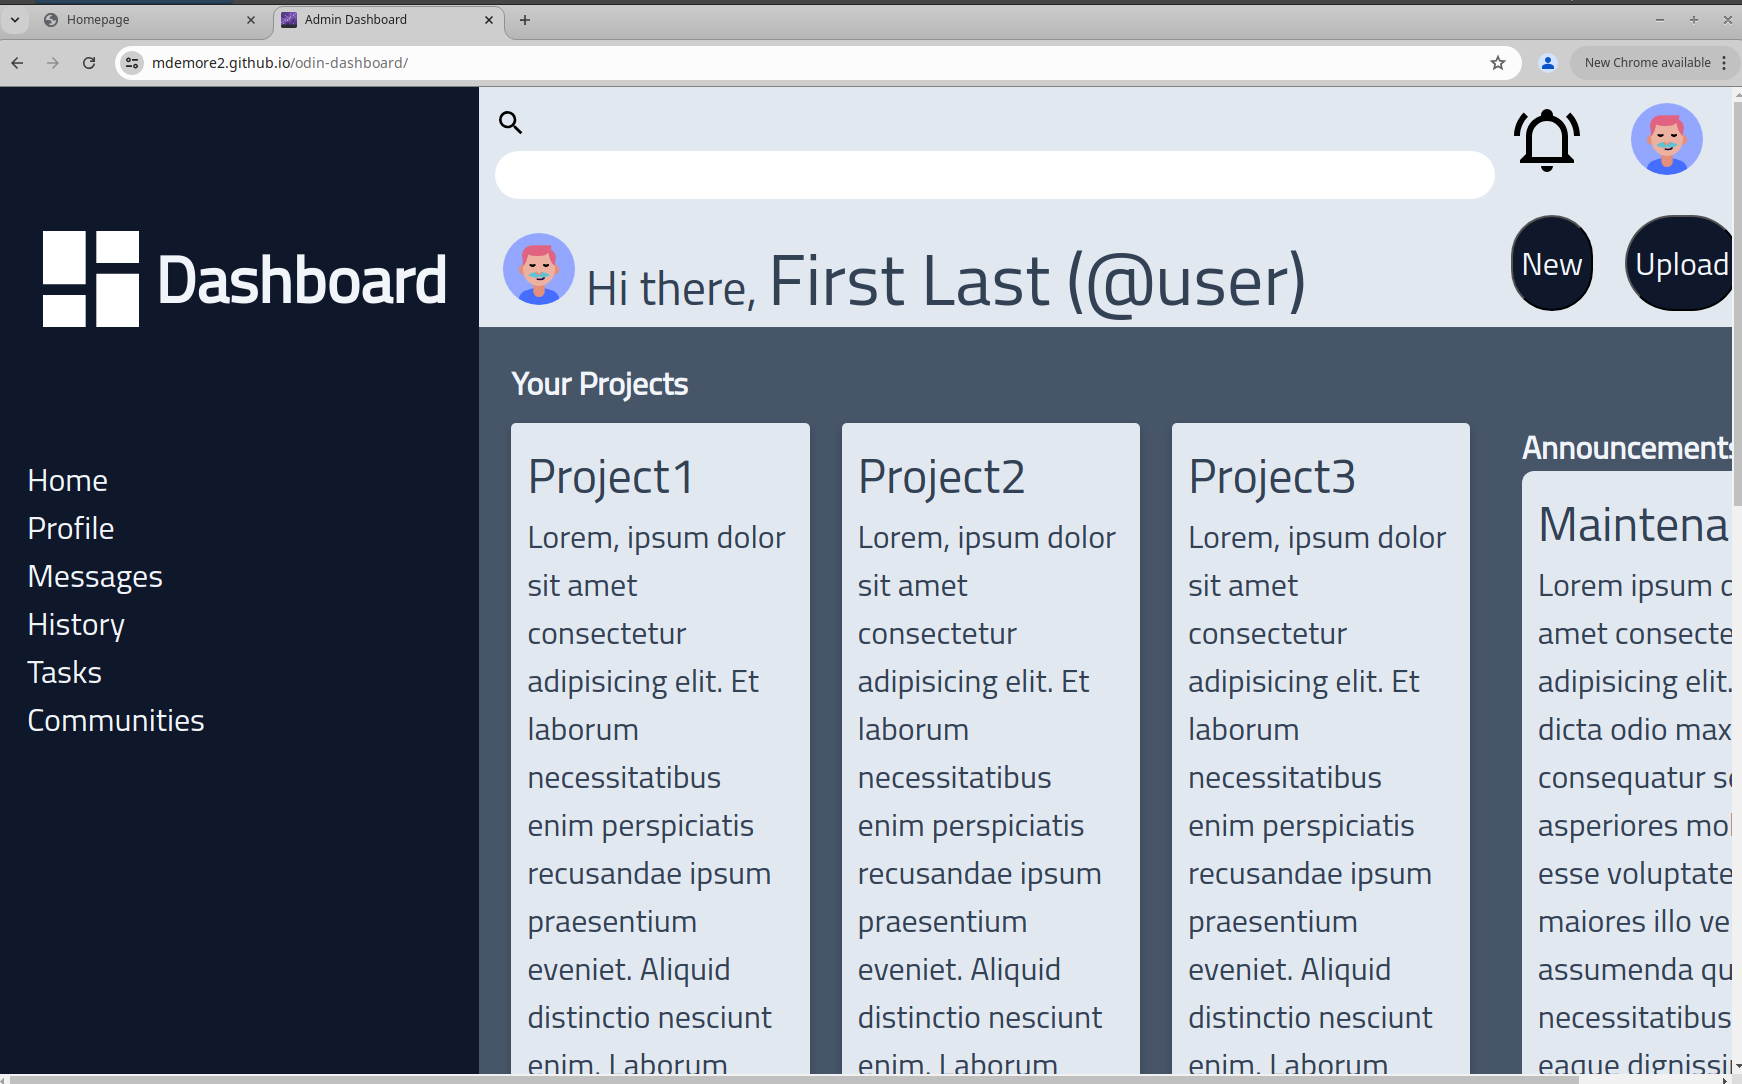 Homepage
Admin Dashboard
mdemore2.github.io/odin-dashboard/
New Chrome available
Dashboard
Home
Profile
Messages
History
Tasks
Communities
Hi there, First Last (@user)
New
Upload
Your Projects
Project1
Lorem, ipsum dolor
sit amet
consectetur
adipisicing elit. Et
laborum
necessitatibus
enim perspiciatis
recusandae ipsum
praesentium
eveniet. Aliquid
distinctio nesciunt
enim. Laborum
Project2
Lorem, ipsum dolor
sit amet
consectetur
adipisicing elit. Et
laborum
necessitatibus
enim perspiciatis
recusandae ipsum
praesentium
eveniet. Aliquid
distinctio nesciunt
enim. Laborum
Project3
Lorem, ipsum dolor
sit amet
consectetur
adipisicing elit. Et
laborum
necessitatibus
enim perspiciatis
recusandae ipsum
praesentium
eveniet. Aliquid
distinctio nesciunt
enim. Laborum
Announcements
Maintena
Lorem ipsum
amet consecte
adipisicing elit.
dicta odio max
consequatur
asperiores
esse voluptate
maiores illo ve
assumenda qu
necessitatibus
eaque